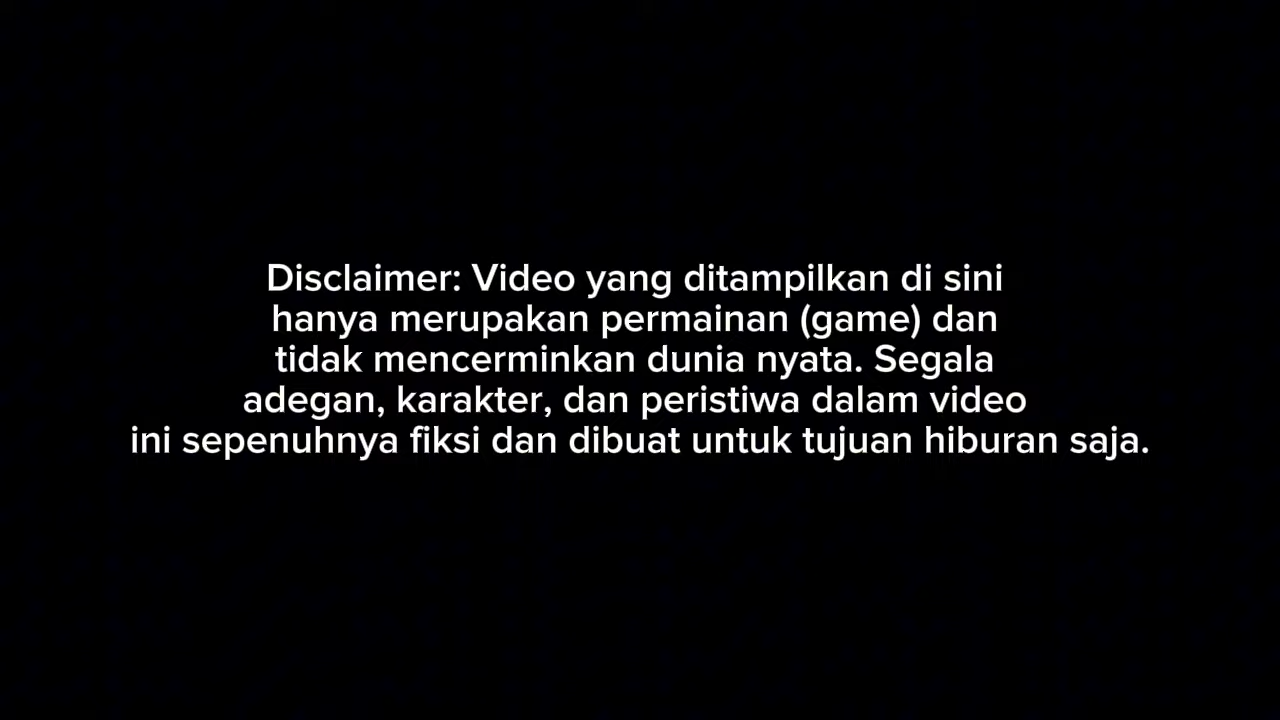 Disclaimer: Video yang ditampilkan di sini
hanya merupakan permainan (game) dan
tidak mencerminkan dunia nyata. Segala
adegan, karakter, dan peristiwa dalam video
ini sepenuhnya fiksi dan dibuat untuk tujuan hiburan saja.